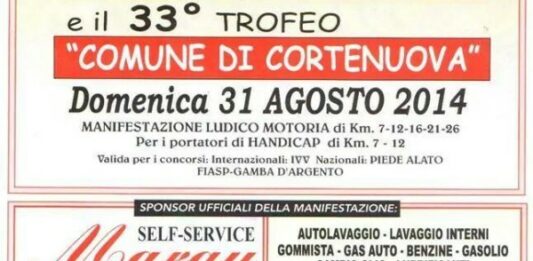 e il 33° TROFEO
"COMUNE DI CORTENUOVA"
Domenica 31 AGOSTO 2014
MANIFESTAZIONE LUDICO MOTORIA di Km. 7-12-16-21-26
Per i portatori di HANDICAP di Km. 7 - 12
Valida per i concorsi: Internazionali: IVV Nazionali: PIEDE ALATO
FIASP-GAMBA D'ARGENTO
SPONSOR UFFICIALI DELLA MANIFESTAZIONE:
SELF-SERVICE
Margy
AUTOLAVAGGIO - LAVAGGIO INTERNI
GOMMISTA - GAS AUTO - BENZINE - GASOLIO